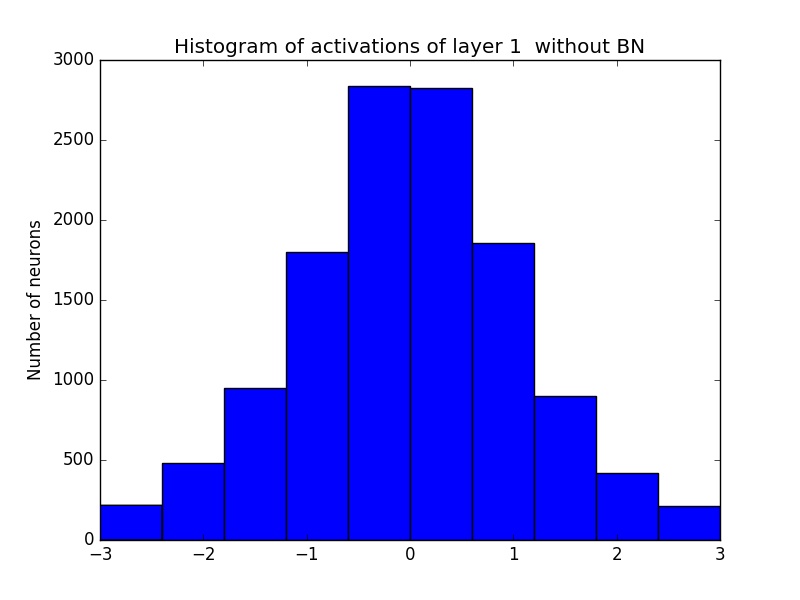 Histogram of activations of layer 1  without BN
Number of neurons
3000
2500
2000
1500
1000
500
0
−3 −2 −1 0 1 2 3